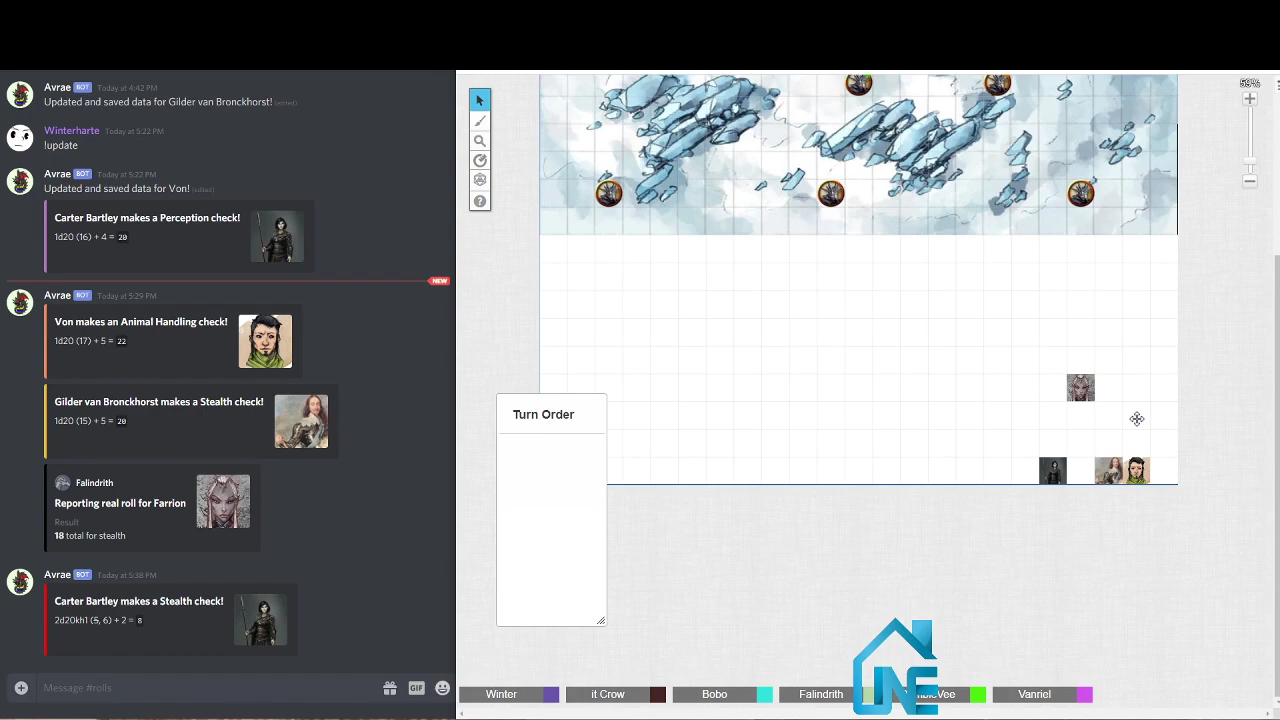 Avrae BOT Today at 4:42 PM
Updated and saved data for Gilder van Bronckhorst! (edited)
Winterharte Today at 5:22 PM
!update
Avrae BOT Today at 5:22 PM
Updated and saved data for Von! (edited)
Carter Bartley makes a Perception check!
1d20 (16) + 4 = 20
NEW
Avrae BOT Today at 5:29 PM
Von makes an Animal Handling check!
1d20 (17) + 5 = 22
Gilder van Bronckhorst makes a Stealth check!
1d20 (15) + 5 = 20
Falindrith
Reporting real roll for Farrion
Result
18 total for stealth
Avrae BOT Today at 5:38 PM
Carter Bartley makes a Stealth check!
2d20kh1 (5, 6) + 2 = 8
Message #rolls
GIF
Turn Order
Winter
it Crow
Bobo
Falindrith
Vanriel
JNE